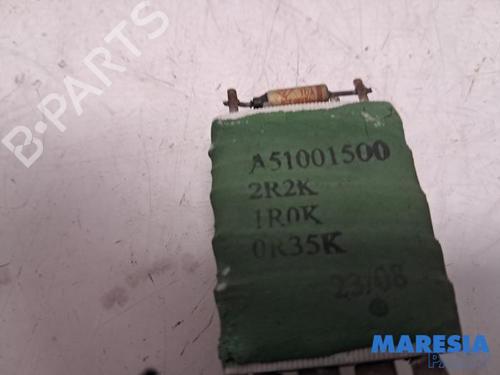 B-PARTS
A51001500
2R2K
1R0K
0R35K
23/08
MARESIA